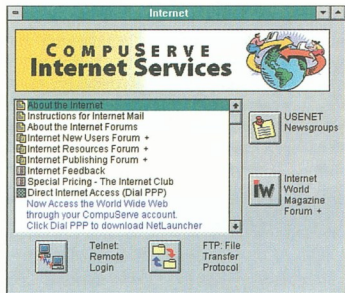 Internet
COMPUSERVE
Internet Services
About the Internet
Instructions for Internet Mail
About the Internet Forums
Internet New Users Forum +
Internet Resources Forum +
Internet Publishing Forum +
Internet Feedback
Special Pricing - The Internet Club
Direct Internet Access (Dial PPP)
Now Access the World Wide Web
through your CompuServe account.
Click Dial PPP to download NetLauncher
USENET
Newsgroups
iw
Internet
World
Magazine
Forum +
Telnet:
Remote
Login
FTP: File
Transfer
Protocol